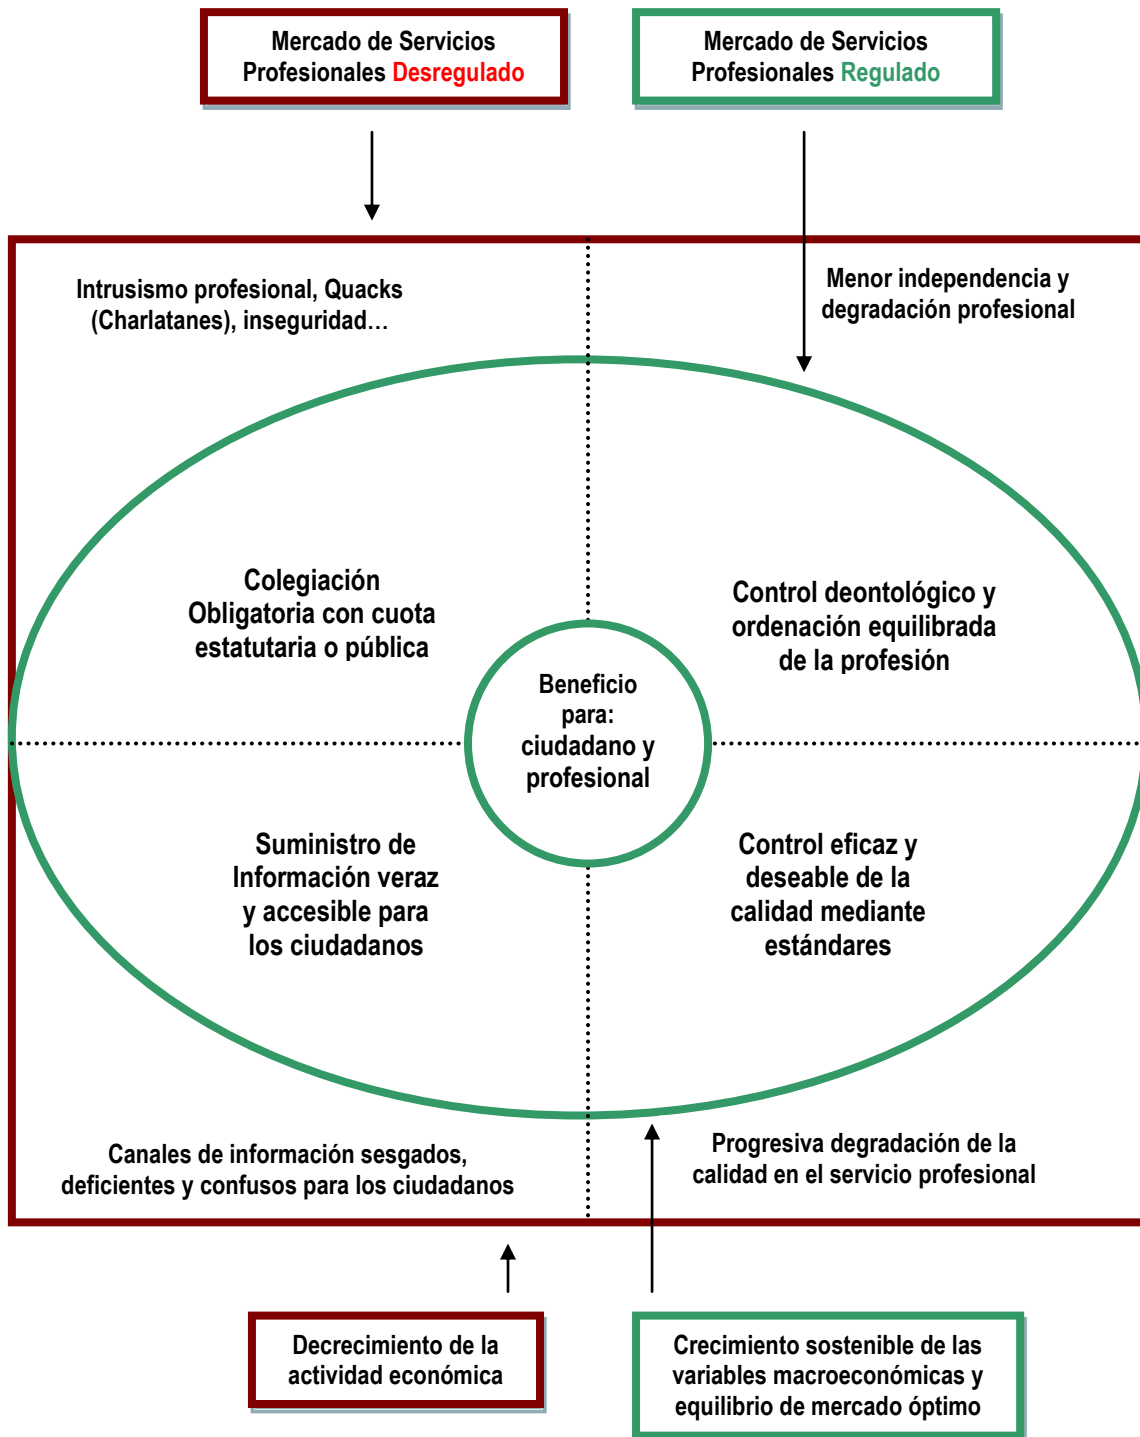 Mercado de Servicios
Profesionales Desregulado
Mercado de Servicios
Profesionales Regulado
Intrusismo profesional, Quacks
(Charlatanes), inseguridad…
Menor independencia y
degradación profesional
Colegiación
Obligatoria con cuota
estatutaria o pública
Control deontológico y
ordenación equilibrada
de la profesión
Beneficio
para:
ciudadano y
profesional
Suministro de
Información veraz
y accesible para
los ciudadanos
Control eficaz y
deseable de la
calidad mediante
estándares
Canales de información sesgados,
deficientes y confusos para los ciudadanos
Progresiva degradación de la
calidad en el servicio profesional
Decrecimiento de la
actividad económica
Crecimiento sostenible de las
variables macroeconómicas y
equilibrio de mercado óptimo